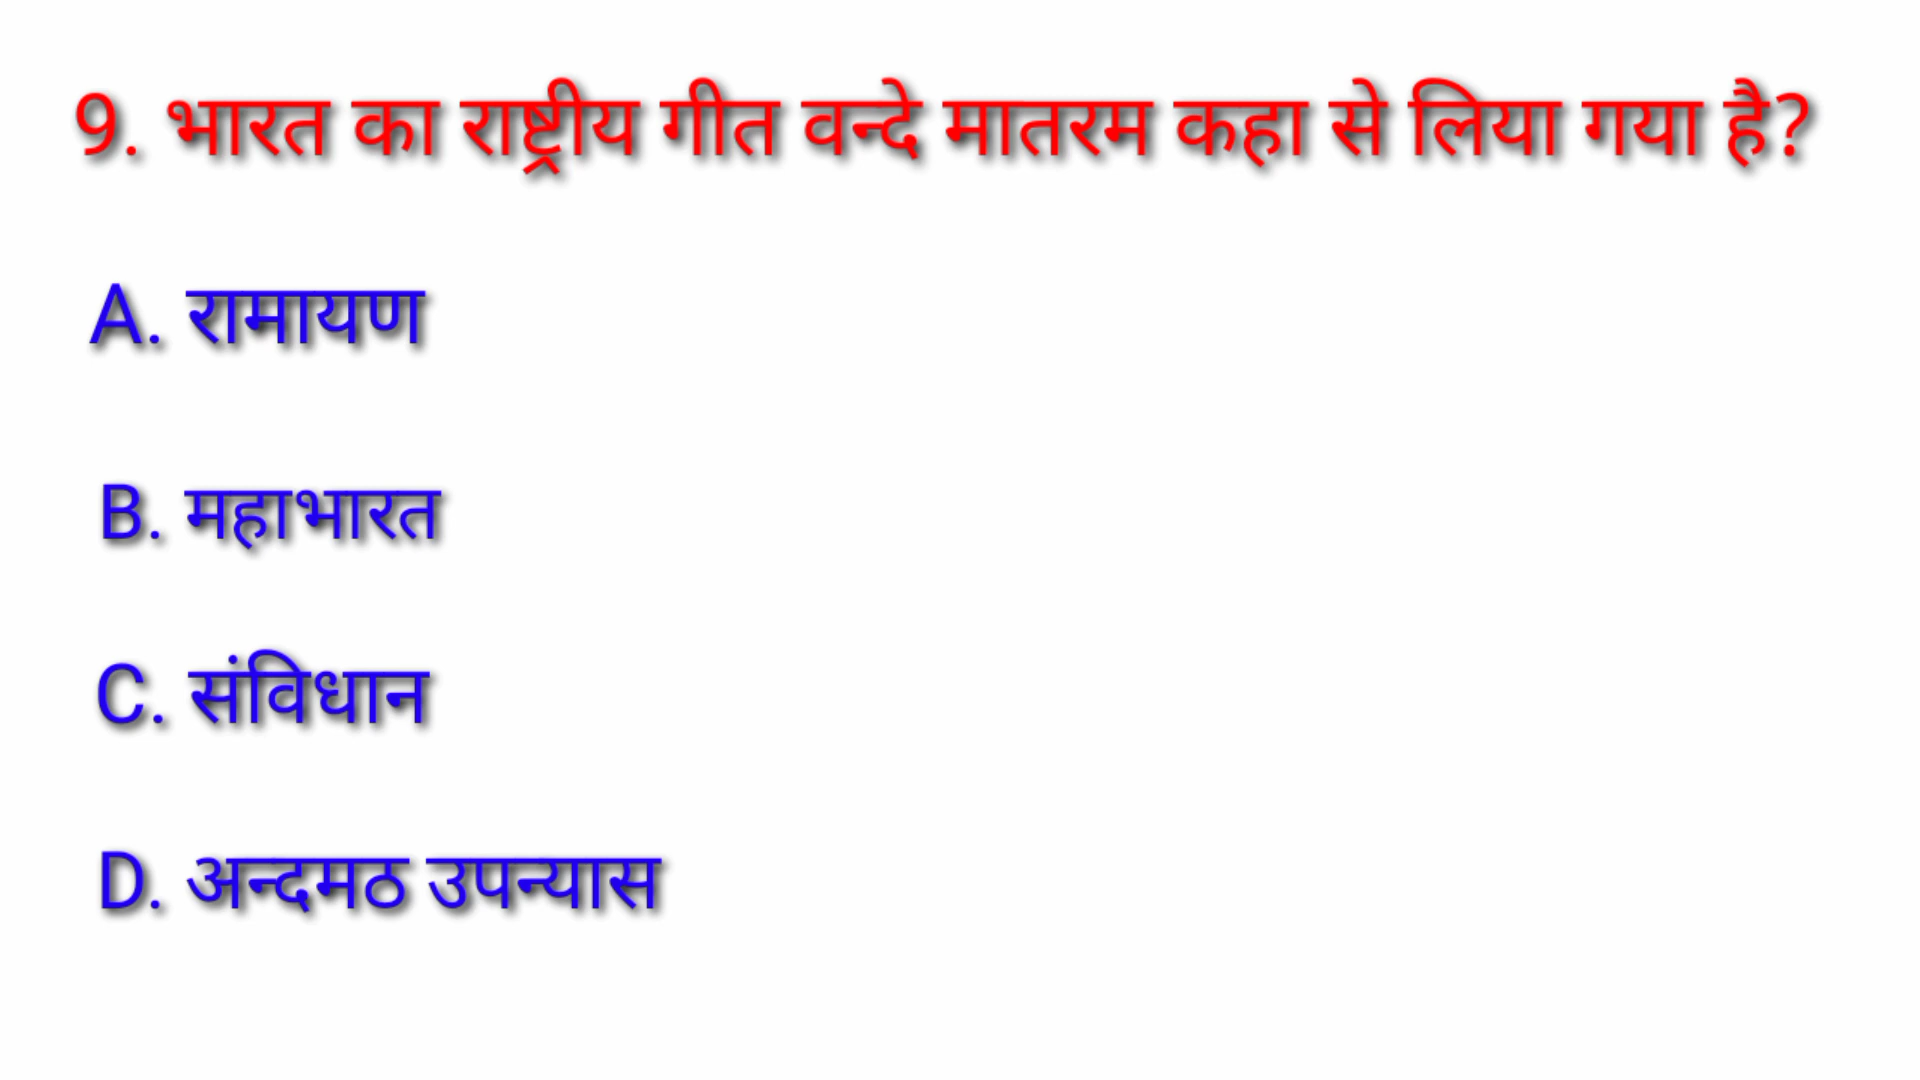 9. भारत का राष्ट्रीय गीत वन्दे मातरम कहा से लिया गया है?
A. रामायण
B. महाभारत
C. संविधान
D. अन्दमठ उपन्यास